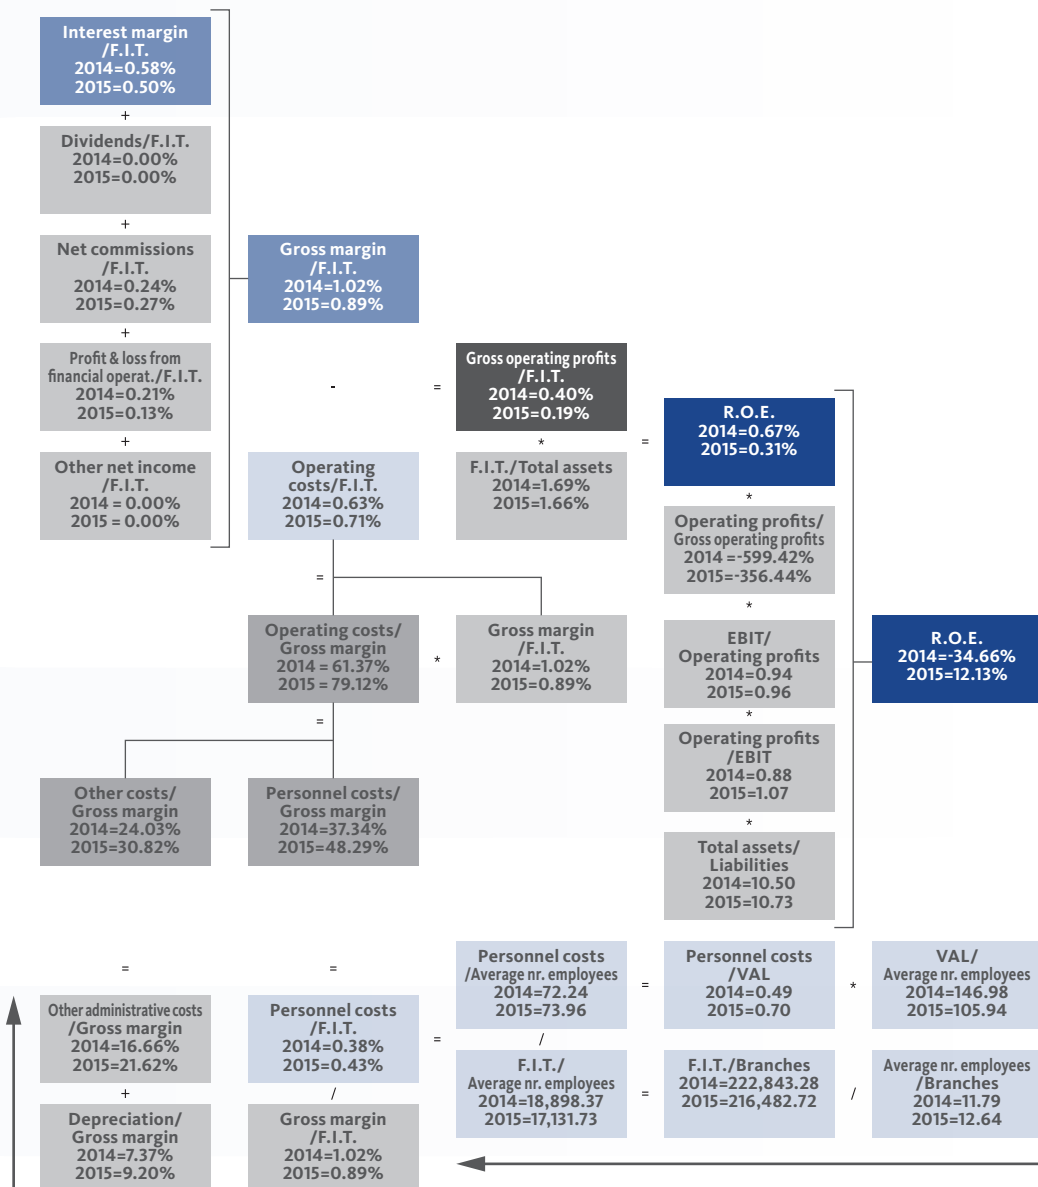 Interest margin
/F.I.T.
2014=0.58%
2015=0.50%
+
Dividends/F.I.T.
2014=0.00%
2015=0.00%
+
Net commissions
/F.I.T.
2014=0.24%
2015=0.27%
+
Profit & loss from
financial operat./F.I.T.
2014=0.21%
2015=0.13%
+
Other net income
/F.I.T.
2014 = 0.00%
2015 = 0.00%
Gross margin
/F.I.T.
2014=1.02%
2015=0.89%
-
Operating
costs/F.I.T.
2014=0.63%
2015=0.71%
=
Gross operating profits
/F.I.T.
2014=0.40%
2015=0.19%
*
F.I.T./Total assets
2014=1.69%
2015=1.66%
=
R.O.E.
2014=0.67%
2015=0.31%
*
Operating profits/
Gross operating profits
2014 =-599.42%
2015=-356.44%
*
EBIT/
Operating profits
2014=0.94
2015=0.96
*
Operating profits
/EBIT
2014=0.88
2015=1.07
*
Total assets/
Liabilities
2014=10.50
2015=10.73
R.O.E.
2014=-34.66%
2015=12.13%
=
Operating costs/
Gross margin
2014 = 61.37%
2015 = 79.12%
*
Gross margin
/F.I.T.
2014=1.02%
2015=0.89%
=
Other costs/
Gross margin
2014=24.03%
2015=30.82%
Personnel costs/
Gross margin
2014=37.34%
2015=48.29%
=
Other administrative costs
/Gross margin
2014=16.66%
2015=21.62%
+
Depreciation/
Gross margin
2014=7.37%
2015=9.20%
=
Personnel costs
/F.I.T.
2014=0.38%
2015=0.43%
/
Gross margin
/F.I.T.
2014=1.02%
2015=0.89%
=
Personnel costs
/Average nr. employees
2014=72.24
2015=73.96
/
F.I.T./
Average nr. employees
2014=18,898.37
2015=17,131.73
=
Personnel costs
/VAL
2014=0.49
2015=0.70
*
VAL/
Average nr. employees
2014=146.98
2015=105.94
=
F.I.T./Branches
2014=222,843.28
2015=216,482.72
/
Average nr. employees
/Branches
2014=11.79
2015=12.64